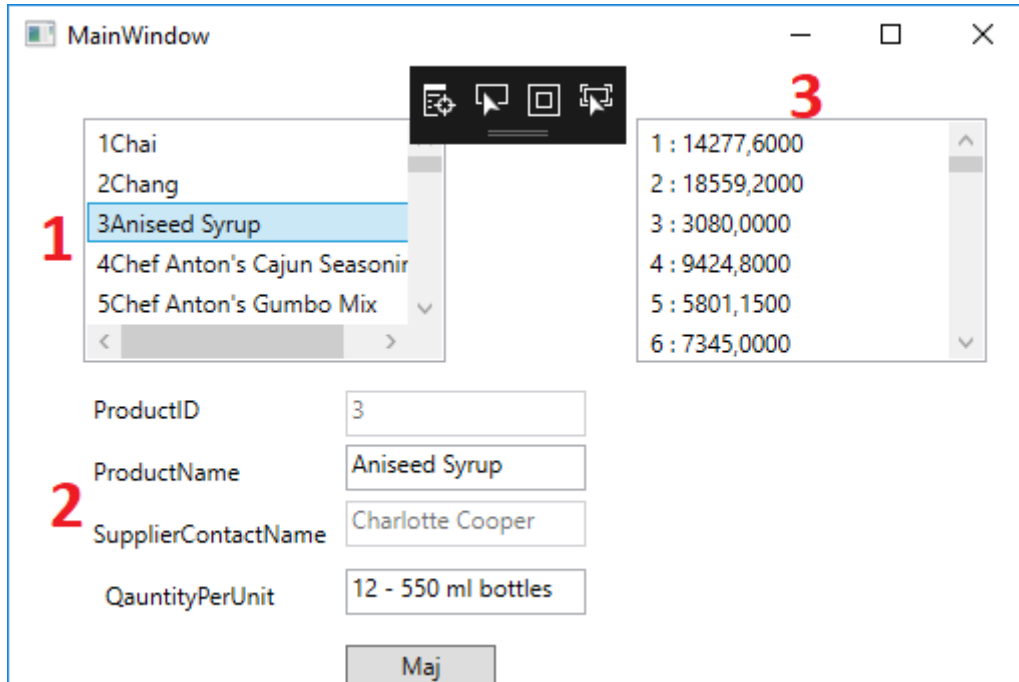 MainWindow
3
1Chai
2Chang
3Aniseed Syrup
4Chef Anton's Cajun
5Chef Anton's Gumbo Mix
1
1 : 14277,6000
2 : 18559,2000
3 : 3080,0000
4 : 9424,8000
5 : 5801,1500
6 : 7345,0000
ProductID 3
ProductName Aniseed Syrup
2
SupplierContactName Charlotte Cooper
QauntityPerUnit 12 - 550 ml bottles
Maj